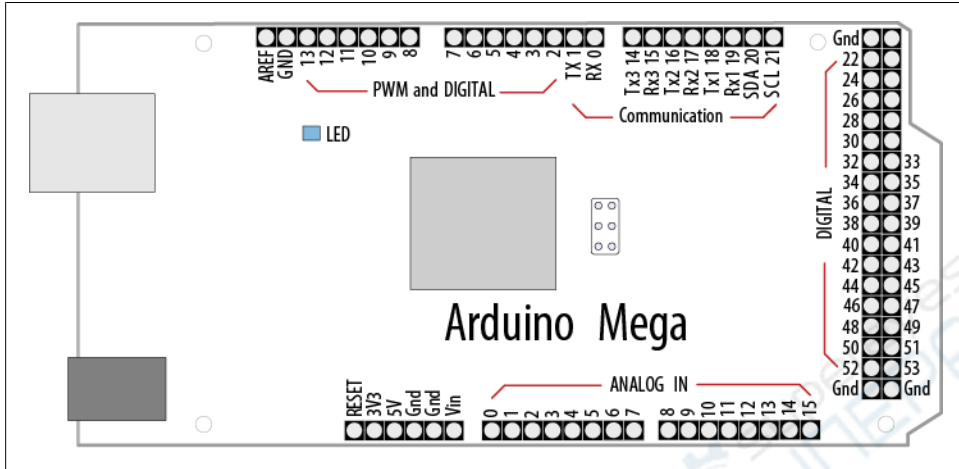 AREF GND 13 12 11 10 9 8 7 6 5 4 3 2 TX 1 RX 0 Tx3 14 Rx3 15 Tx2 16 Rx2 17 Tx1 18 Rx1 19 SDA 20 SCL 21
PWM and DIGITAL
Communication
LED
Gnd
22
24
26
28
30
32 33
34 35
36 37
38 39
40 41
42 43
44 45
46 47
48 49
50 51
52 53
Gnd Gnd
DIGITAL
Arduino Mega
ANALOG IN
RESET 3V3 5V Gnd Gnd Vin 0 1 2 3 4 5 6 7 8 9 10 11 12 13 14 15